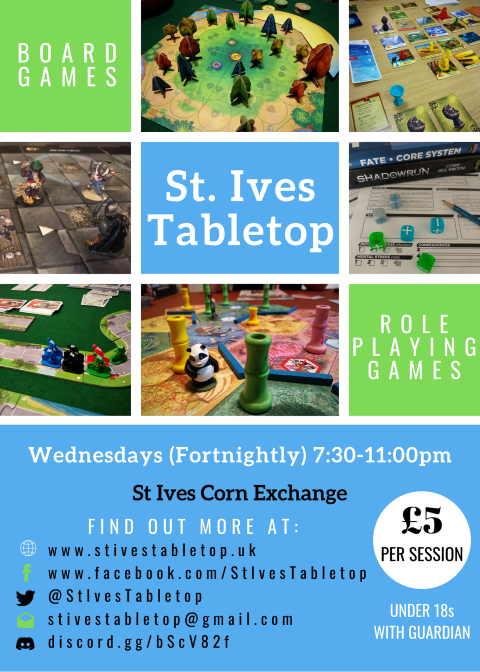 BOARD
GAMES
St. Ives
Tabletop
FATE • CORE SYSTEM
SHADOWRUN
ROLE
PLAYING
GAMES
Wednesdays (Fortnightly) 7:30-11:00pm
St Ives Corn Exchange
FIND OUT MORE AT:
www.stivestabletop.uk
www.facebook.com/StIvesTabletop
@StIvesTabletop
stivestabletop@gmail.com
discord.gg/bScV82f
£5
PER SESSION
UNDER 18s
WITH GUARDIAN